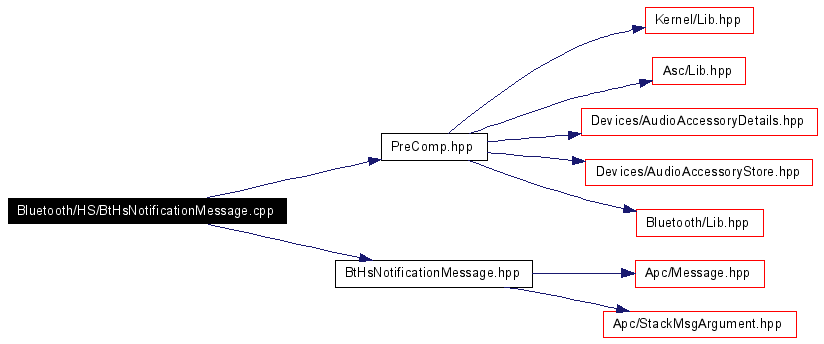 Kernel/Lib.hpp
Asc/Lib.hpp
Devices/AudioAccessoryDetails.hpp
PreComp.hpp
Devices/AudioAccessoryStore.hpp
Bluetooth/HS/BtHsNotificationMessage.cpp
Bluetooth/Lib.hpp
BtHsNotificationMessage.hpp
Apc/Message.hpp
Apc/StackMsgArgument.hpp